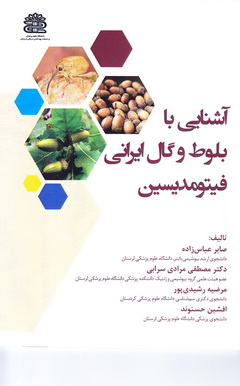 آشنایی با
بلوط و گال ایرانی
فیتومدیسین
تالیف:
صابر عباس‌زاده
دانشجوی ارشد بیوشیمی بالینی دانشگاه علوم پزشکی لرستان
دکتر مصطفی مرادی سرابی
عضو هیئت علمی گروه بیوشیمی و ژنتیک دانشکده پزشکی دانشگاه علوم پزشکی لرستان
مرضیه رشیدی‌پور
دانشجوی دکتری سم‌شناسی دانشگاه علوم پزشکی کردستان
افشین حسنوند
دانشجوی پزشکی دانشگاه علوم پزشکی لرستان